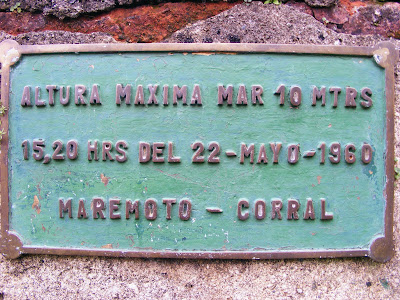 ALTURA MAXIMA MAR 10 MTRS
15,20 HRS DEL 22-MAYO-1960
MAREMOTO - CORRAL